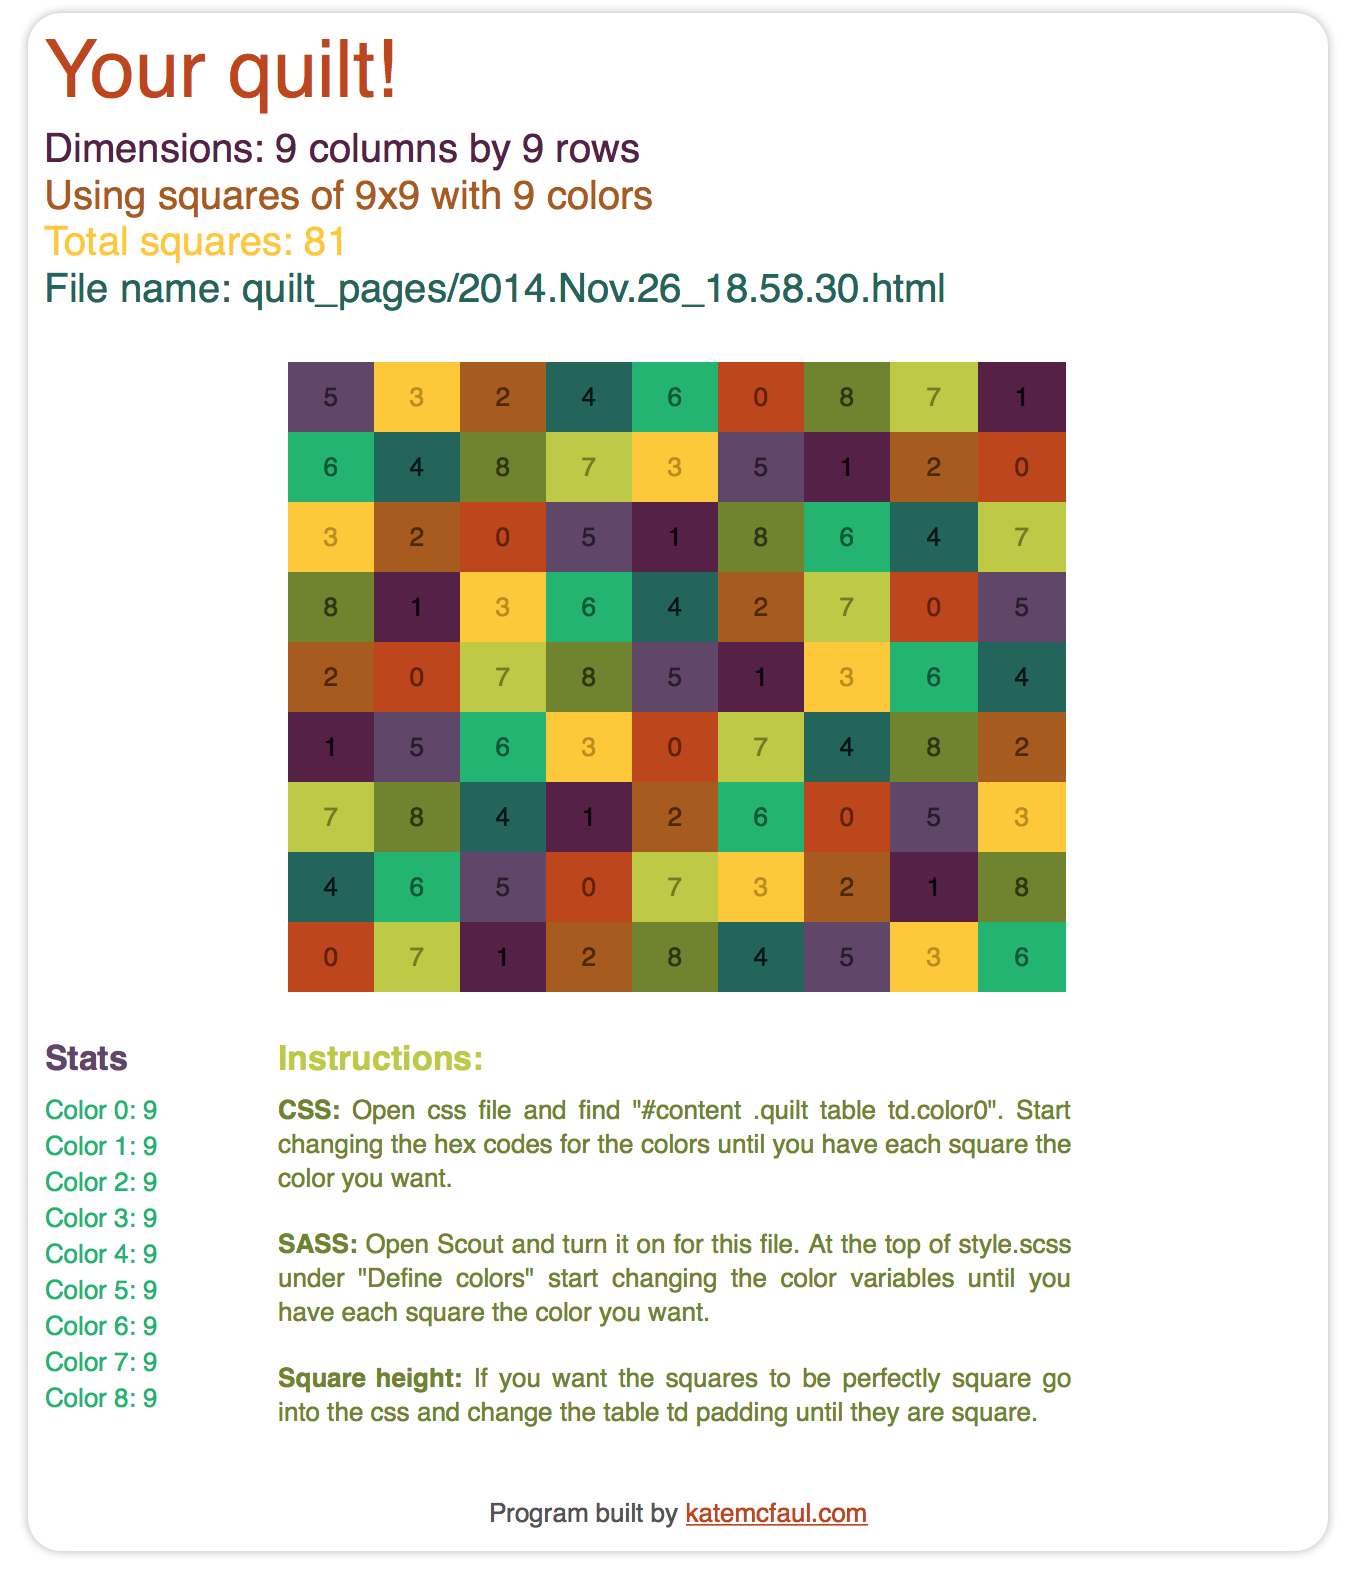 Your quilt!
Dimensions: 9 columns by 9 rows
Using squares of 9x9 with 9 colors
Total squares: 81
File name: quilt_pages/2014.Nov.26_18.58.30.html
5 3 2 4 6 0 8 7 1
6 4 8 7 3 5 1 2 0
3 2 0 5 1 8 6 4 7
8 1 3 6 4 2 7 0 5
2 0 7 8 5 1 3 6 4
1 5 6 3 0 7 4 8 2
7 8 4 1 2 6 0 5 3
4 6 5 0 7 3 2 1 8
0 7 1 2 8 4 5 3 6
Stats
Color 0: 9
Color 1: 9
Color 2: 9
Color 3: 9
Color 4: 9
Color 5: 9
Color 6: 9
Color 7: 9
Color 8: 9
Instructions:
CSS: Open css file and find "#content .quilt table td.color0". Start
changing the hex codes for the colors until you have each square the
color you want.
SASS: Open Scout and turn it on for this file. At the top of style.scss
under "Define colors" start changing the color variables until you
have each square the color you want.
Square height: If you want the squares to be perfectly square go
into the css and change the table td padding until they are square.
Program built by katemcfaul.com